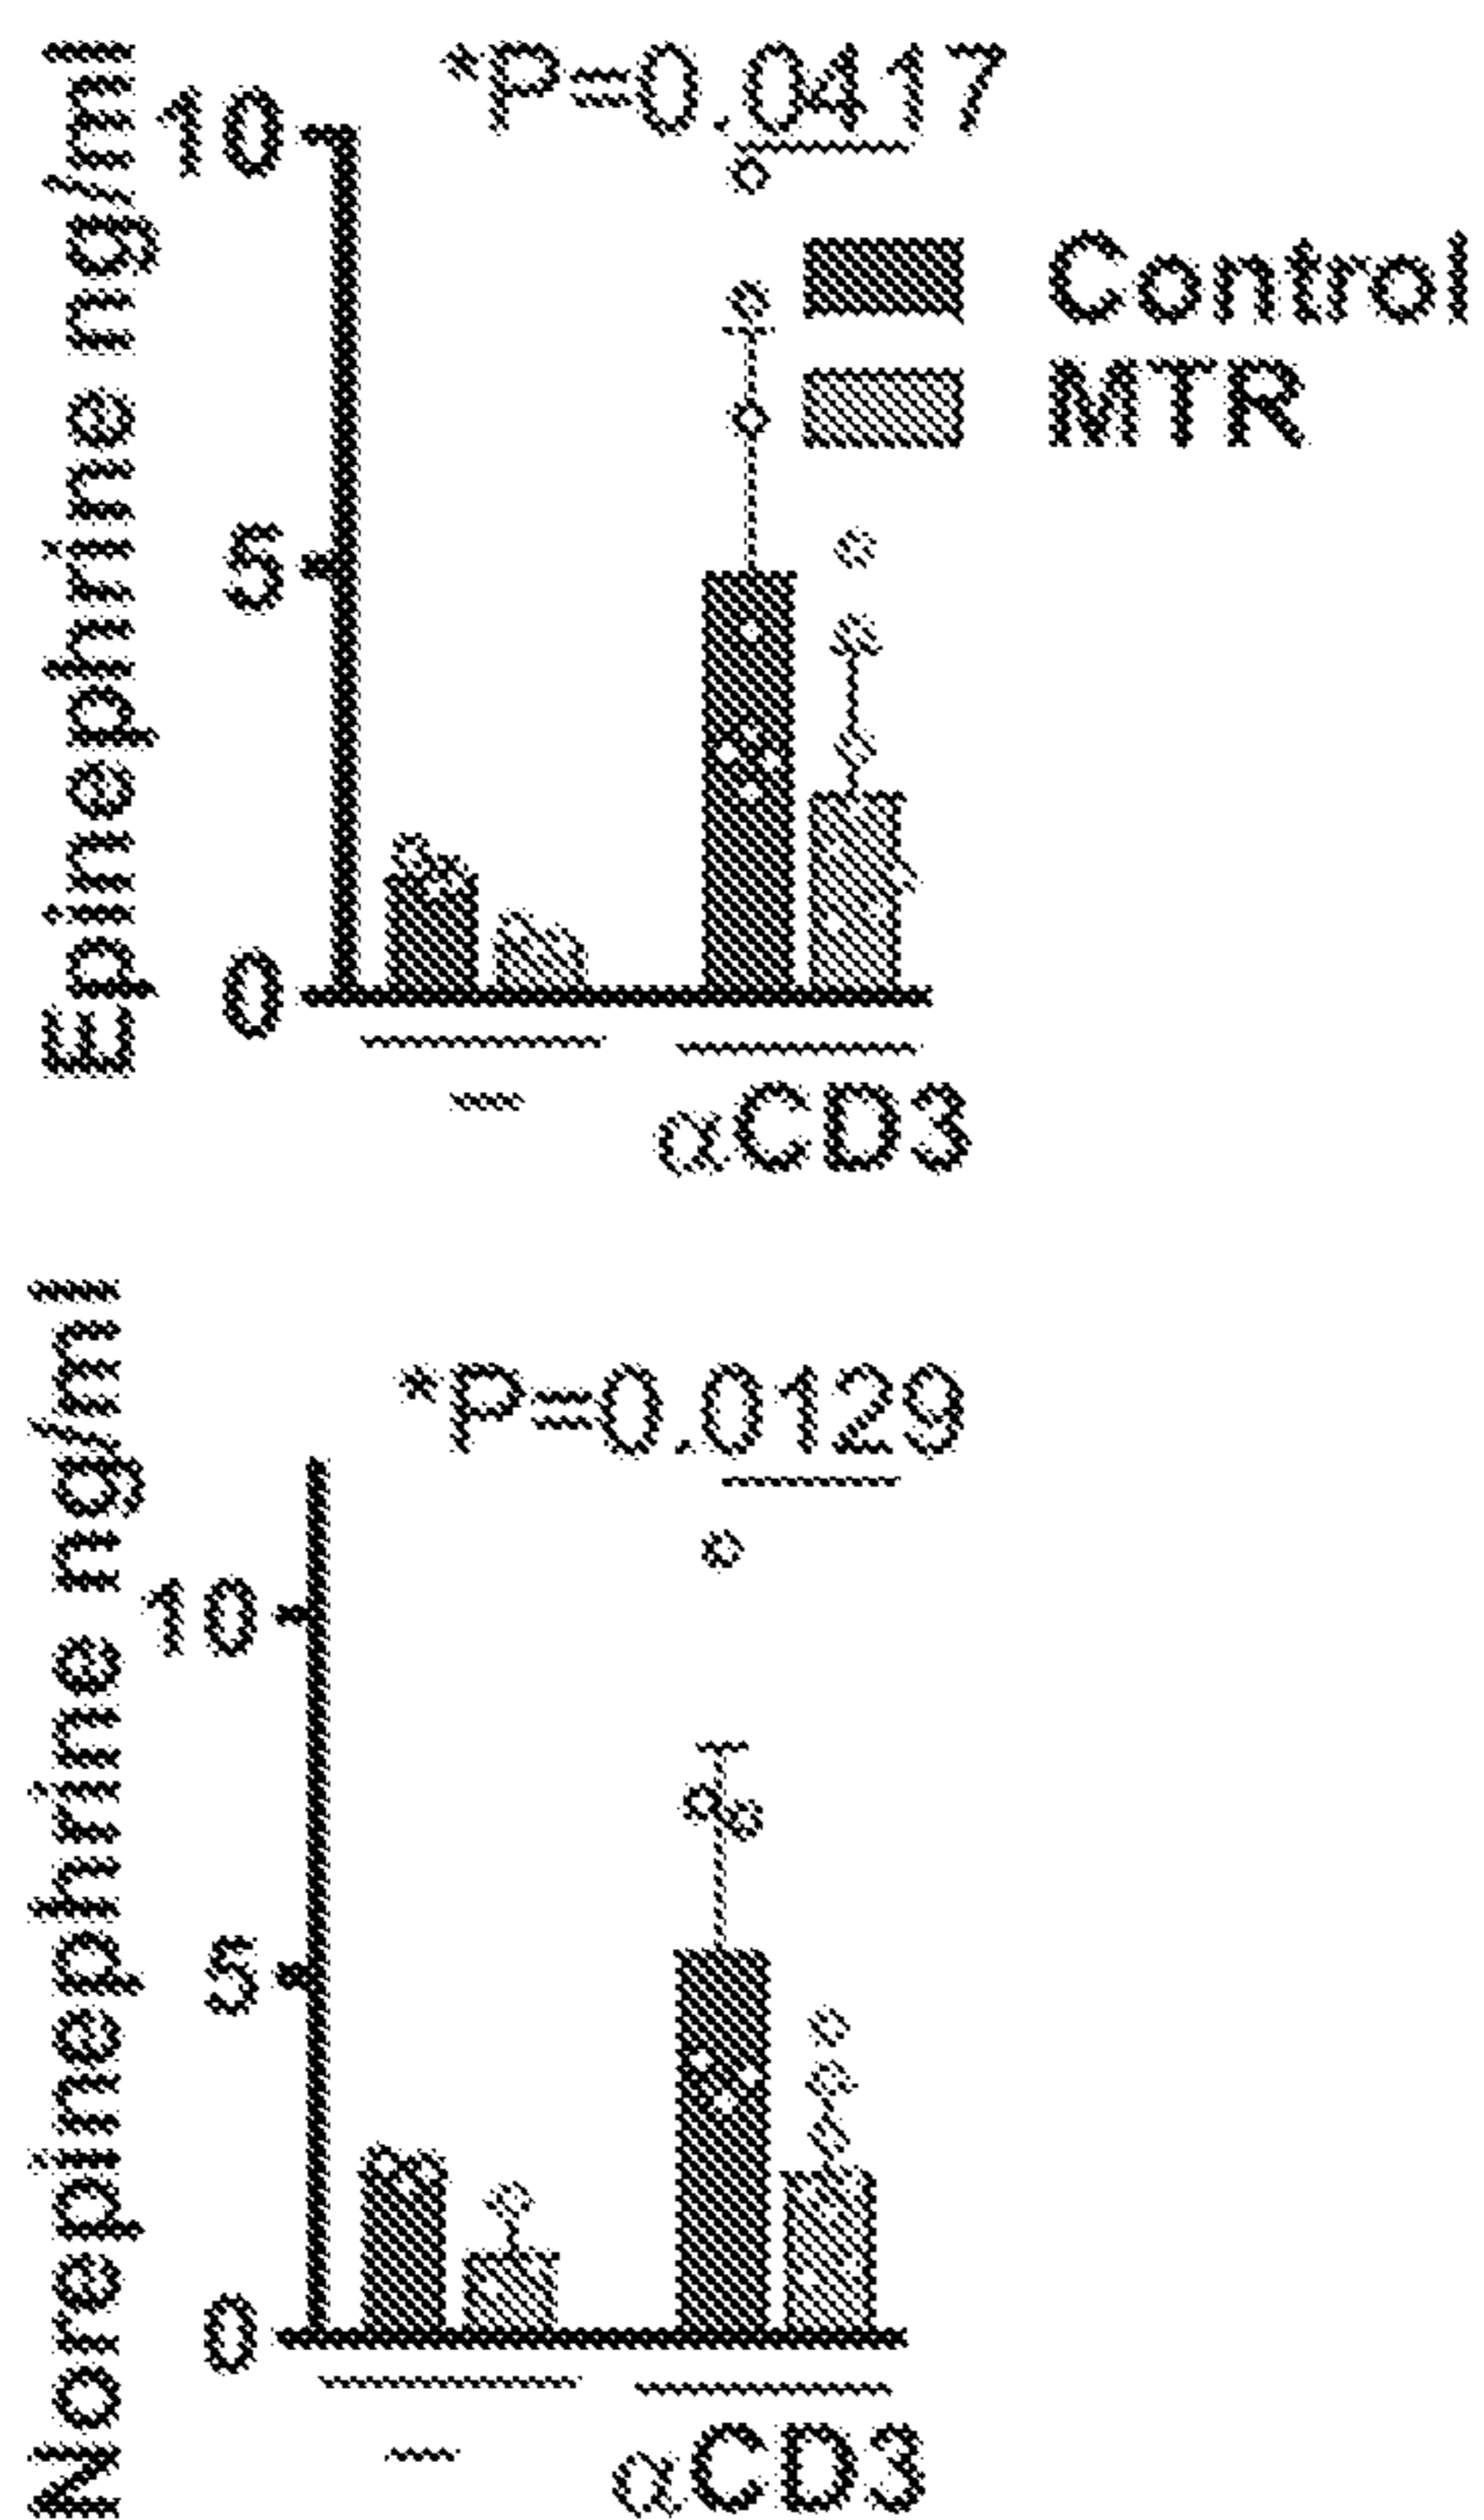 Epinephrine ng/ml
*P=0.0417
10
5
0
Control
MTR
—
αCD3
Norepinephrine ng/ml
*P=0.0129
10
5
0
—
αCD3